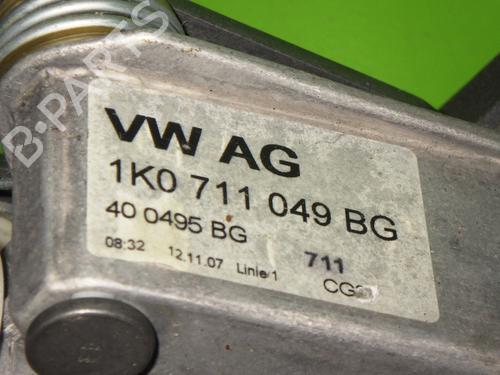 VW AG
1K0 711 049 BG
40 0495 BG
08:32 12.11.07 Linie 1 711
B-PARTS